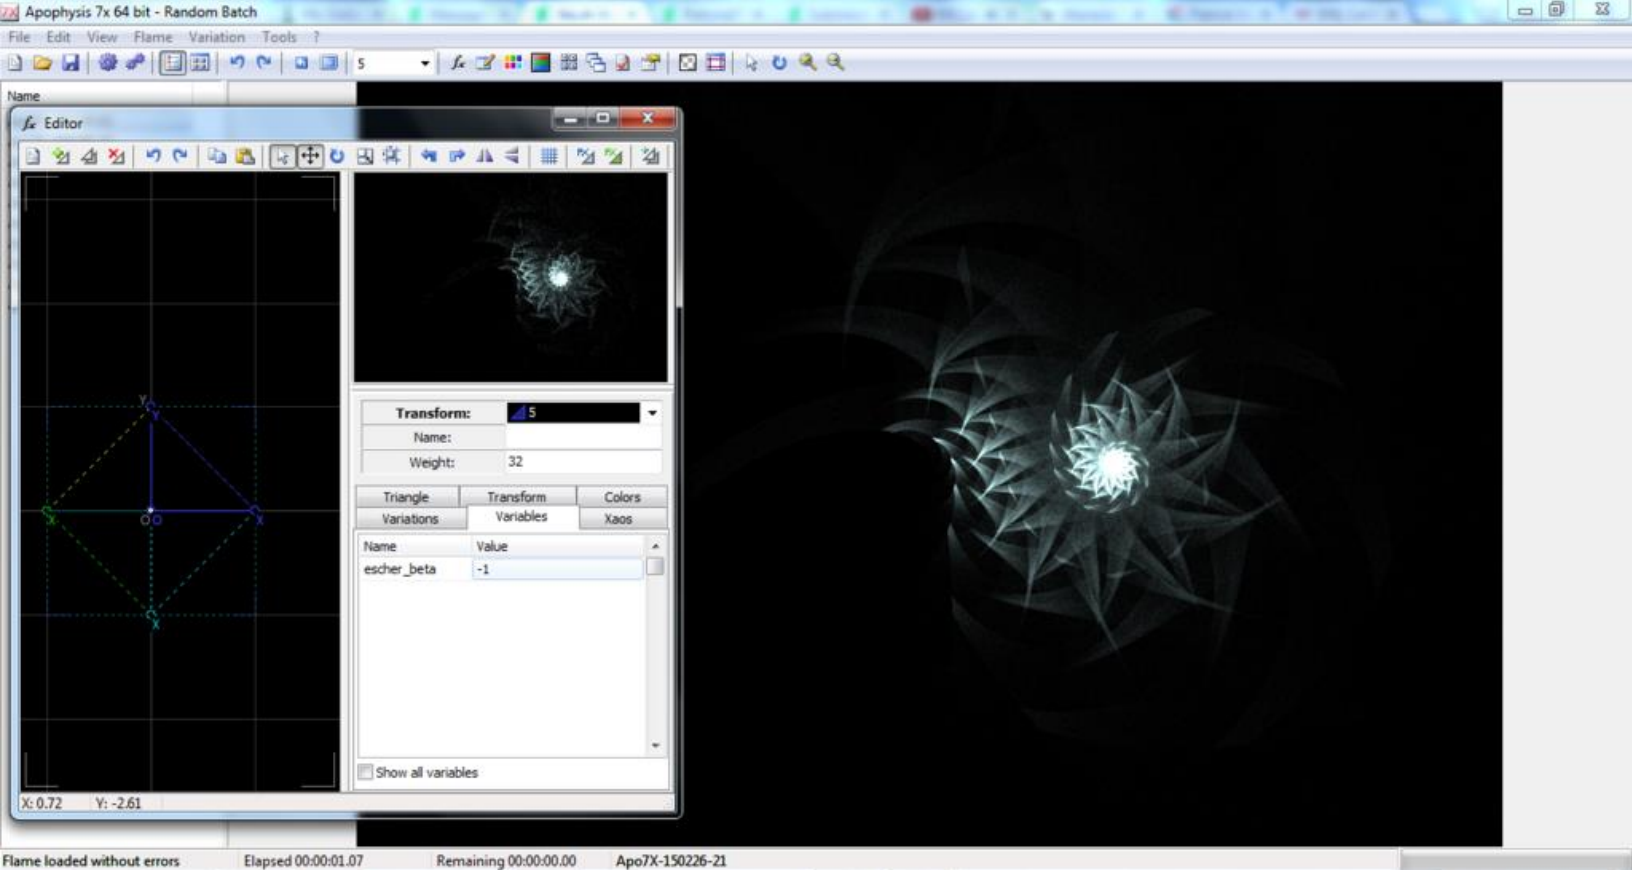 Apophysis 7x 64 bit - Random Batch
File Edit View Flame Variation Tools ?
5
Name
Editor
Y
Y
X O O X
X
Transform: 5
Name:
Weight: 32
Triangle Transform Colors
Variations Variables Xaos
Name Value
escher_beta -1
Show all variables
X: 0.72 Y: -2.61
Flame loaded without errors Elapsed 00:00:01.07 Remaining 00:00:00.00 Apo7X-150226-21